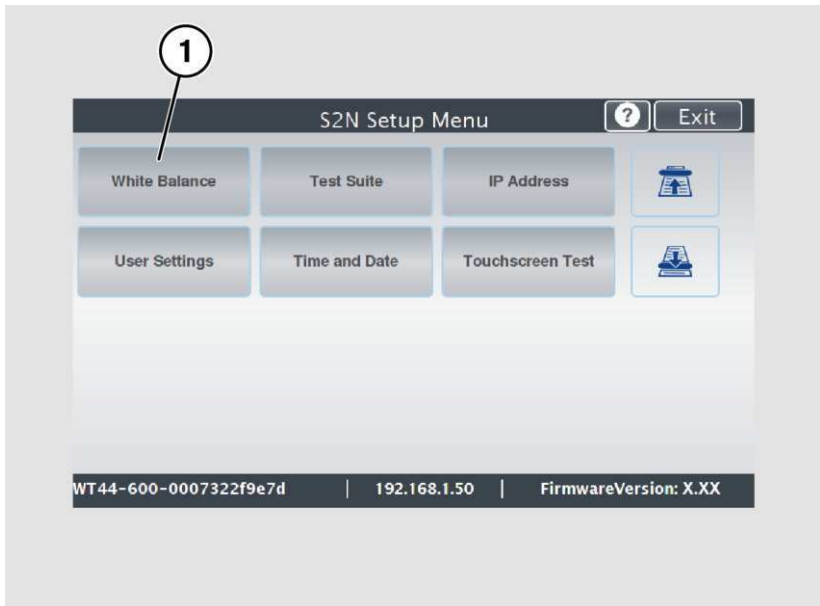 1
S2N Setup Menu ? Exit
White Balance Test Suite IP Address
User Settings Time and Date Touchscreen Test
WT44-600-0007322f9e7d | 192.168.1.50 | FirmwareVersion: X.XX